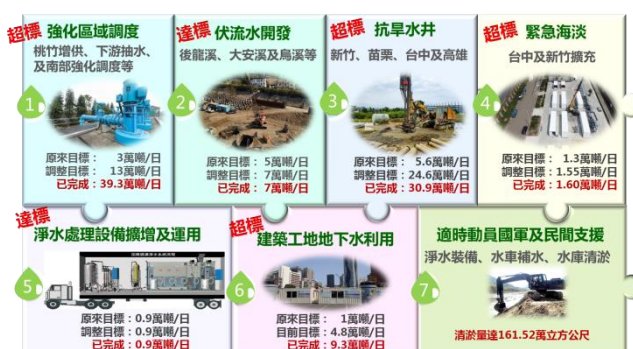 超標
強化區域調度
桃竹增供、下游抽水、
及南部強化調度等
1
原來目標： 3萬噸/日
調整目標： 13萬噸/日
已完成：39.3萬噸/日
達標
伏流水開發
後龍溪、大安溪及烏溪等
2
原來目標： 5萬噸/日
調整目標： 7萬噸/日
已完成： 7萬噸/日
超標
抗旱水井
新竹、苗栗、台中及高雄
3
原來目標： 5.6萬噸/日
調整目標：24.6萬噸/日
已完成：30.9萬噸/日
超標
緊急海淡
台中及新竹擴充
4
原來目標： 1.3萬噸/日
調整目標：1.55萬噸/日
已完成：1.60萬噸/日
達標
淨水處理設備擴增及運用
5
原來目標：0.9萬噸/日
調整目標：0.9萬噸/日
已完成：0.9萬噸/日
超標
建築工地地下水利用
6
原來目標： 1萬噸/日
目前目標：4.8萬噸/日
已完成：9.3萬噸/日
適時動員國軍及民間支援
淨水裝備、水車補水、水庫清淤
7
清淤量達161.52萬立方公尺